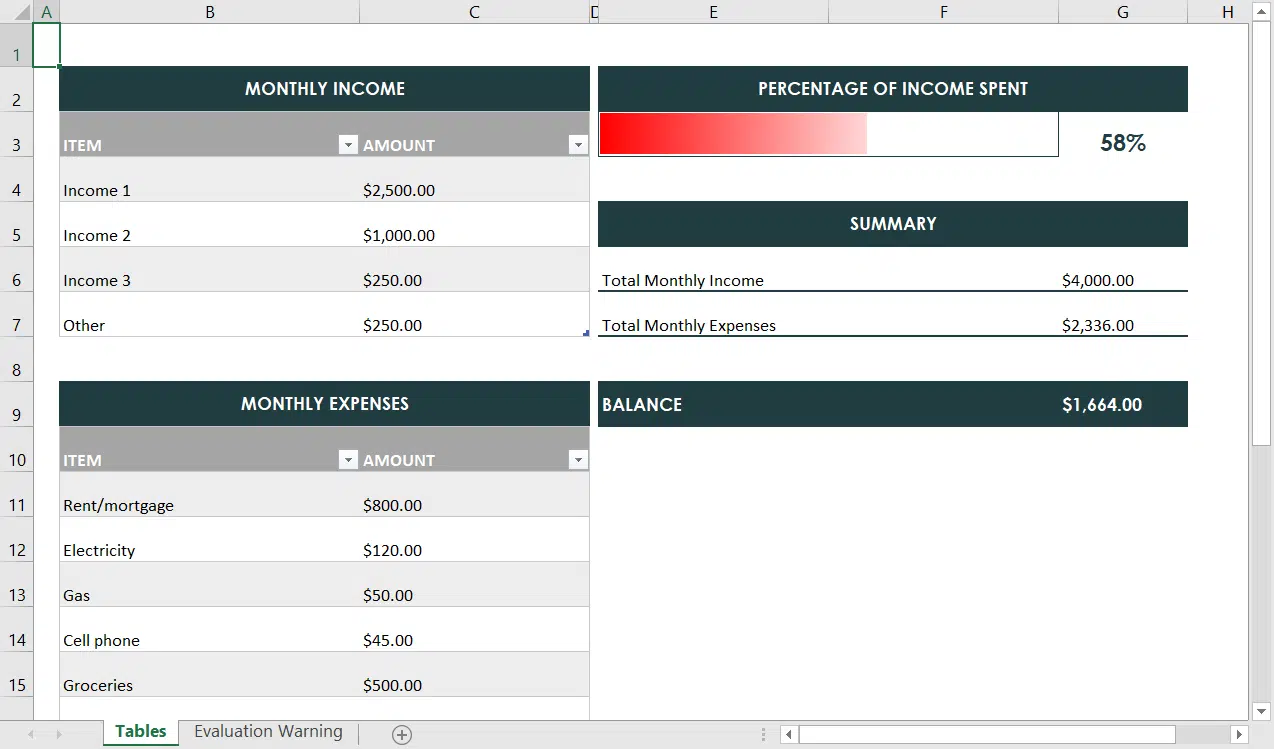 A B C D E F G H
1
2 MONTHLY INCOME PERCENTAGE OF INCOME SPENT
3 ITEM AMOUNT 58%
4 Income 1 $2,500.00
5 Income 2 $1,000.00 SUMMARY
6 Income 3 $250.00 Total Monthly Income $4,000.00
7 Other $250.00 Total Monthly Expenses $2,336.00
8
9 MONTHLY EXPENSES BALANCE $1,664.00
10 ITEM AMOUNT
11 Rent/mortgage $800.00
12 Electricity $120.00
13 Gas $50.00
14 Cell phone $45.00
15 Groceries $500.00
Tables Evaluation Warning